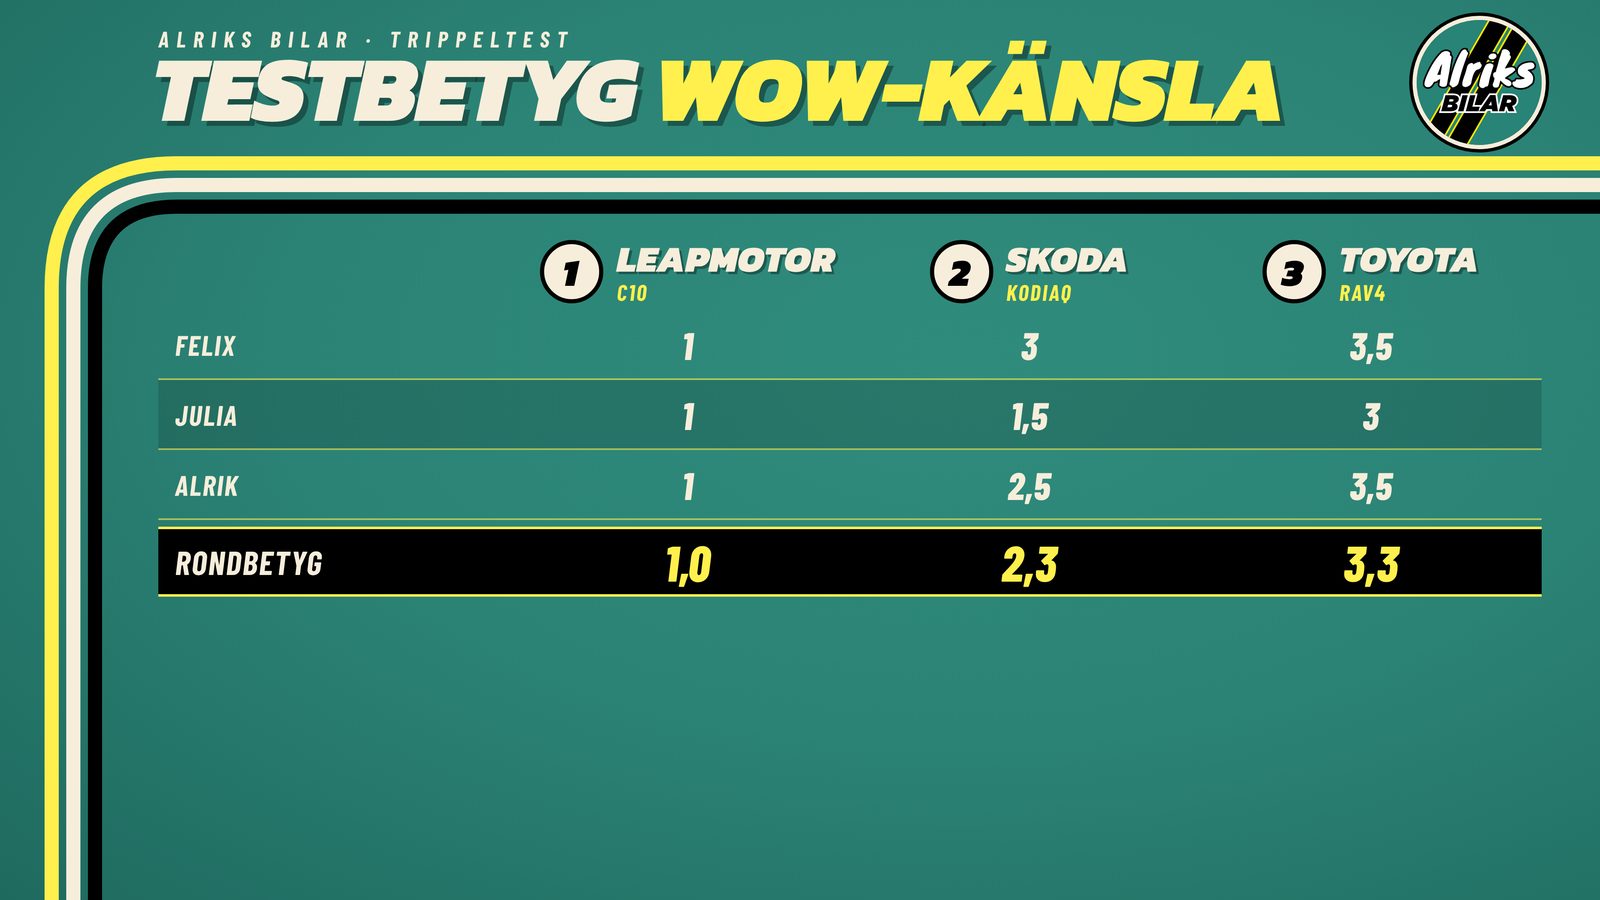 ALRIKS BILAR · TRIPPELTEST
TESTBETYG WOW-KÄNSLA
Alriks
BILAR
1 LEAPMOTOR 2 SKODA 3 TOYOTA
C10 KODIAQ RAV4
FELIX 1 3 3,5
JULIA 1 1,5 3
ALRIK 1 2,5 3,5
RONDBETYG 1,0 2,3 3,3